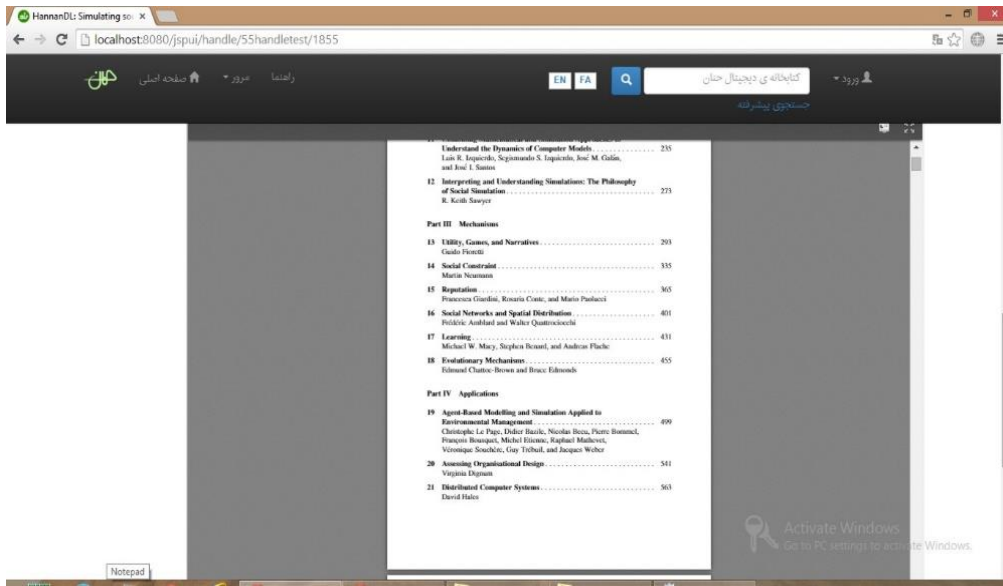 HannanDL: Simulating so
localhost:8080/jspui/handle/55handletest/1855
ورود
کتابخانه ی دیجیتال حنان
FA
EN
راهنما
مرور
صفحه اصلی
حنان
جستجوی پیشرفته
Understand the Dynamics of Computer Models 235
Luis R. Izquierdo, Segismundo S. Izquierdo, José M. Galán,
and José I. Santos
12 Interpreting and Understanding Simulations: The Philosophy
of Social Simulation 273
R. Keith Sawyer
Part III Mechanisms
13 Utility, Games, and Narratives 293
Guido Fioretti
14 Social Constraint 335
Martin Neumann
15 Reputation 365
Francesca Giardini, Rosaria Conte, and Mario Paolucci
16 Social Networks and Spatial Distribution 401
Frédéric Amblard and Walter Quattrociocchi
17 Learning 431
Michael W. Macy, Stephen Benard, and Andreas Flache
18 Evolutionary Mechanisms 455
Edmund Chattoe-Brown and Bruce Edmonds
Part IV Applications
19 Agent-Based Modelling and Simulation Applied to
Environmental Management 499
Christophe Le Page, Didier Bazile, Nicolas Becu, Pierre Bommel,
François Bousquet, Michel Etienne, Raphael Mathevet,
Véronique Souchère, Guy Trébuil, and Jacques Weber
20 Assessing Organisational Design 541
Virginia Dignum
21 Distributed Computer Systems 563
David Hales
Activate Windows
Go to PC settings to activate Windows.
Notepad